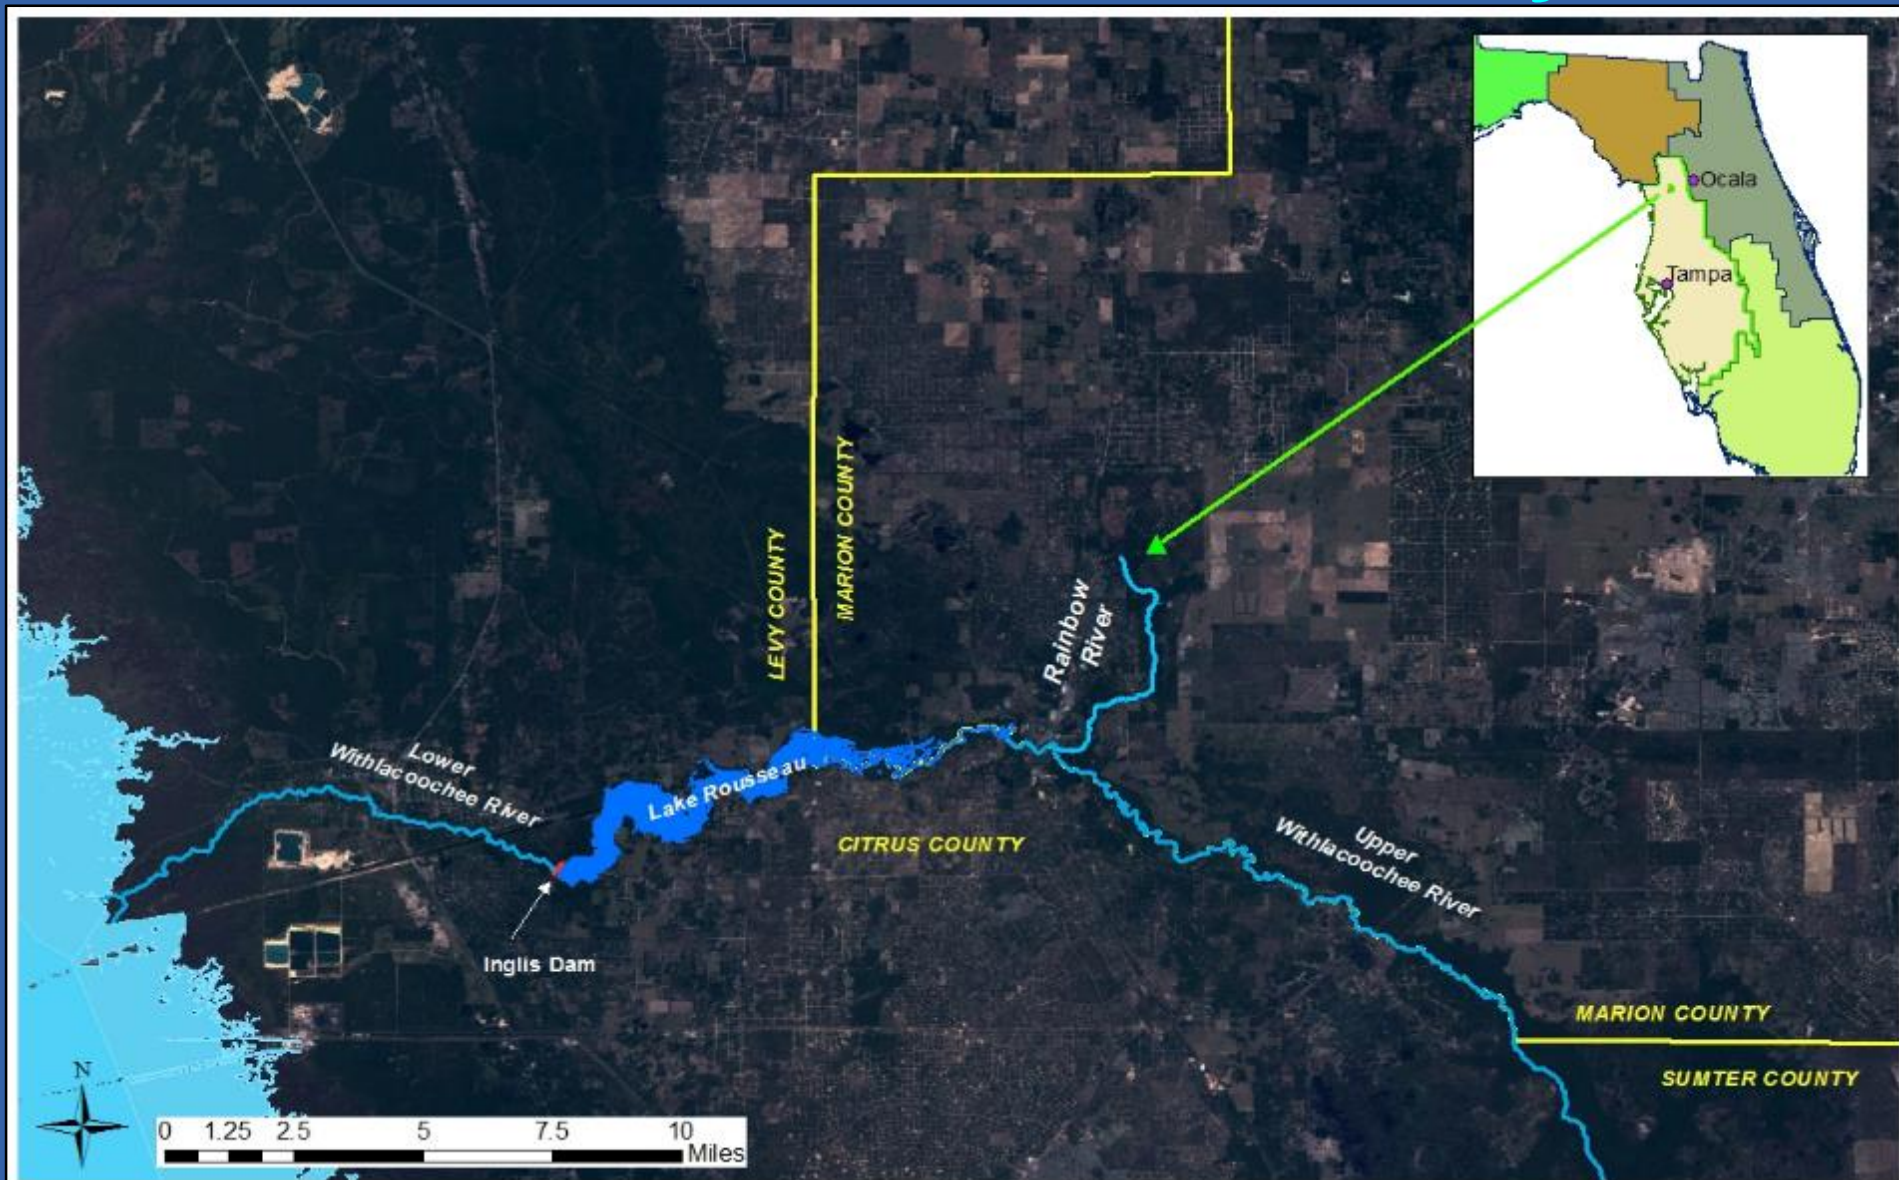 Ocala
Tampa
LEVY COUNTY
MARION COUNTY
Rainbow
River
Lower
Withlacoochee River
Lake Rousseau
CITRUS COUNTY
Upper
Withlacoochee River
Inglis Dam
MARION COUNTY
SUMTER COUNTY
N
0 1.25 2.5 5 7.5 10
Miles